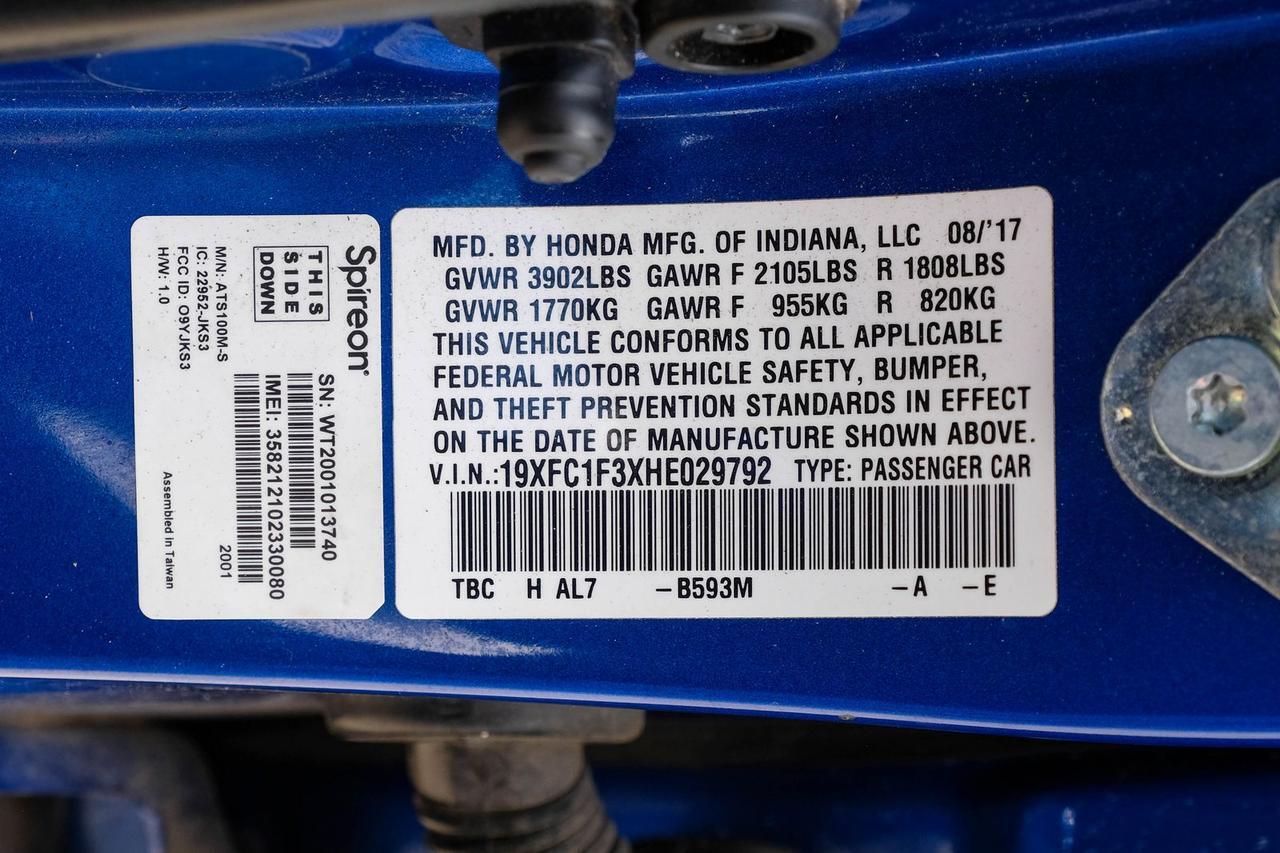 Spireon®
THIS
SIDE
DOWN
M/N: ATS100IM-S
IC: 22952-JKS3
FCC ID: O9YJKS3
H/W: 1.0
SN: WT2001013740
IMEI: 358212102330080
2001
Assembled in Taiwan
MFD. BY HONDA MFG. OF INDIANA, LLC 08/'17
GVWR 3902LBS GAWR F 2105LBS R 1808LBS
GVWR 1770KG GAWR F 955KG R 820KG
THIS VEHICLE CONFORMS TO ALL APPLICABLE
FEDERAL MOTOR VEHICLE SAFETY, BUMPER,
AND THEFT PREVENTION STANDARDS IN EFFECT
ON THE DATE OF MANUFACTURE SHOWN ABOVE.
V.I.N.:19XFC1F3XHE029792 TYPE: PASSENGER CAR
TBC H AL7 -B593M -A -E